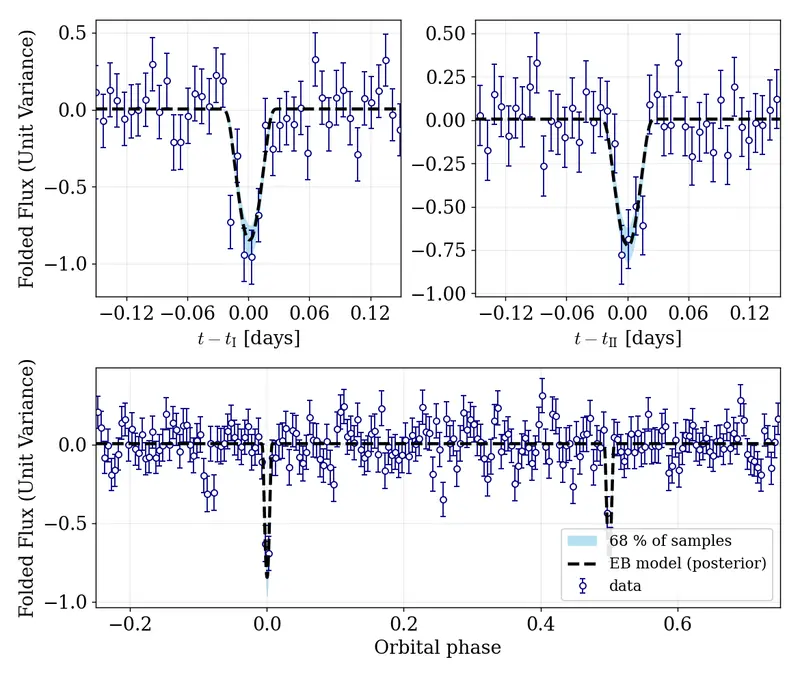 Folded Flux (Unit Variance)
0.5
0.0
−0.5
−1.0
−0.12 −0.06 0.00 0.06 0.12
t − t_I [days]
0.50
0.25
0.00
−0.25
−0.50
−0.75
−1.00
−0.12 −0.06 0.00 0.06 0.12
t − t_II [days]
Folded Flux (Unit Variance)
0.0
−0.5
−1.0
−0.2 0.0 0.2 0.4 0.6
Orbital phase
68 % of samples
EB model (posterior)
data